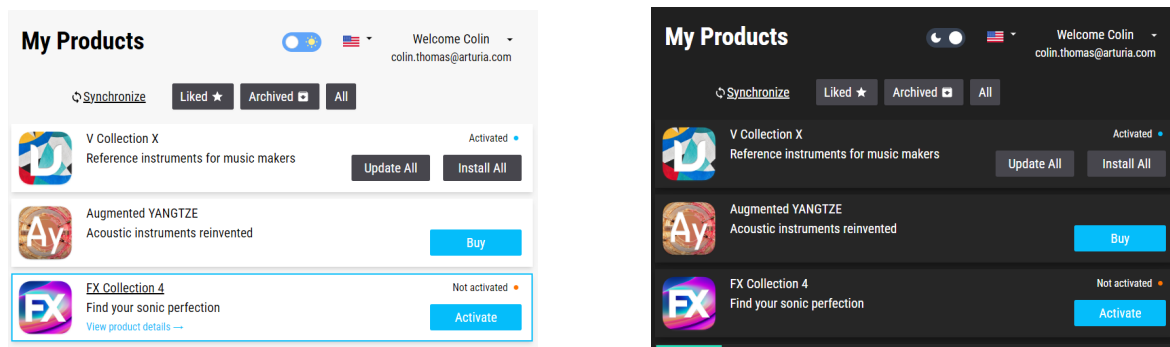 My Products
Welcome Colin
colin.thomas@arturia.com
Synchronize
Liked
Archived
All
V Collection X
Activated
Reference instruments for music makers
Update All
Install All
Ay
Augmented YANGTZE
Acoustic instruments reinvented
Buy
FX
FX Collection 4
Not activated
Find your sonic perfection
View product details →
Activate
My Products
Welcome Colin
colin.thomas@arturia.com
Synchronize
Liked
Archived
All
V Collection X
Activated
Reference instruments for music makers
Update All
Install All
Ay
Augmented YANGTZE
Acoustic instruments reinvented
Buy
FX
FX Collection 4
Not activated
Find your sonic perfection
Activate